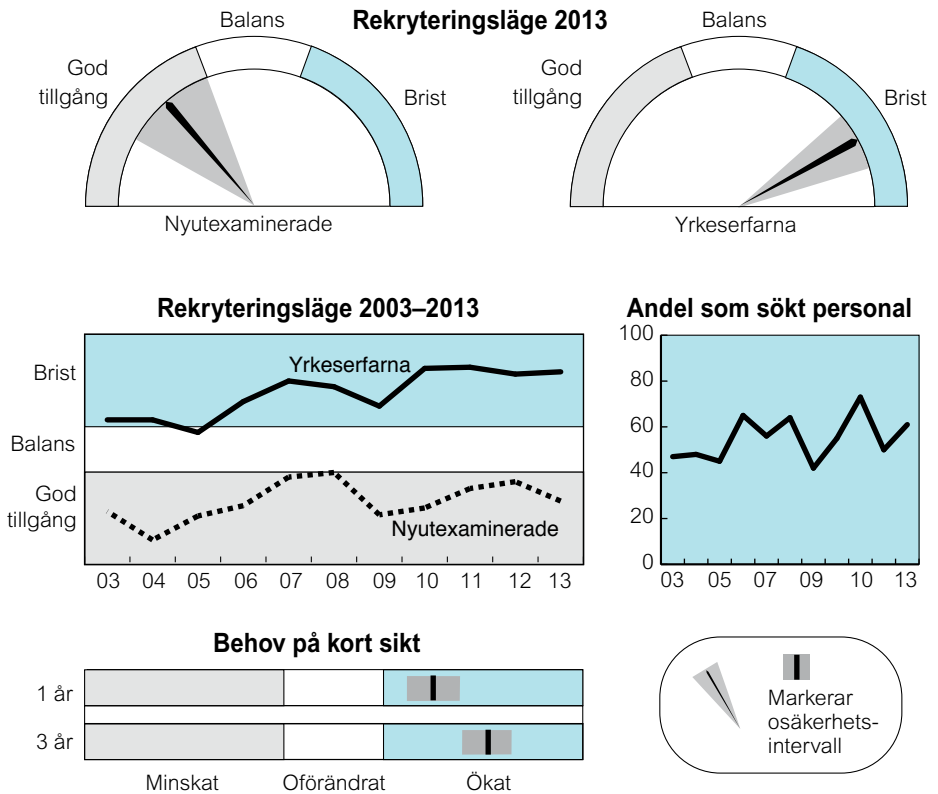 Rekryteringsläge 2013
Balans
God
tillgång
Brist
Nyutexaminerade
Balans
God
tillgång
Brist
Yrkeserfarna
Rekryteringsläge 2003–2013
Brist
Balans
God
tillgång
Yrkeserfarna
Nyutexaminerade
03 04 05 06 07 08 09 10 11 12 13
Andel som sökt personal
100
80
60
40
20
0
03 05 07 09 10 12 13
Behov på kort sikt
1 år
3 år
Minskat Oförändrat Ökat
Markerar
osäkerhets-
intervall